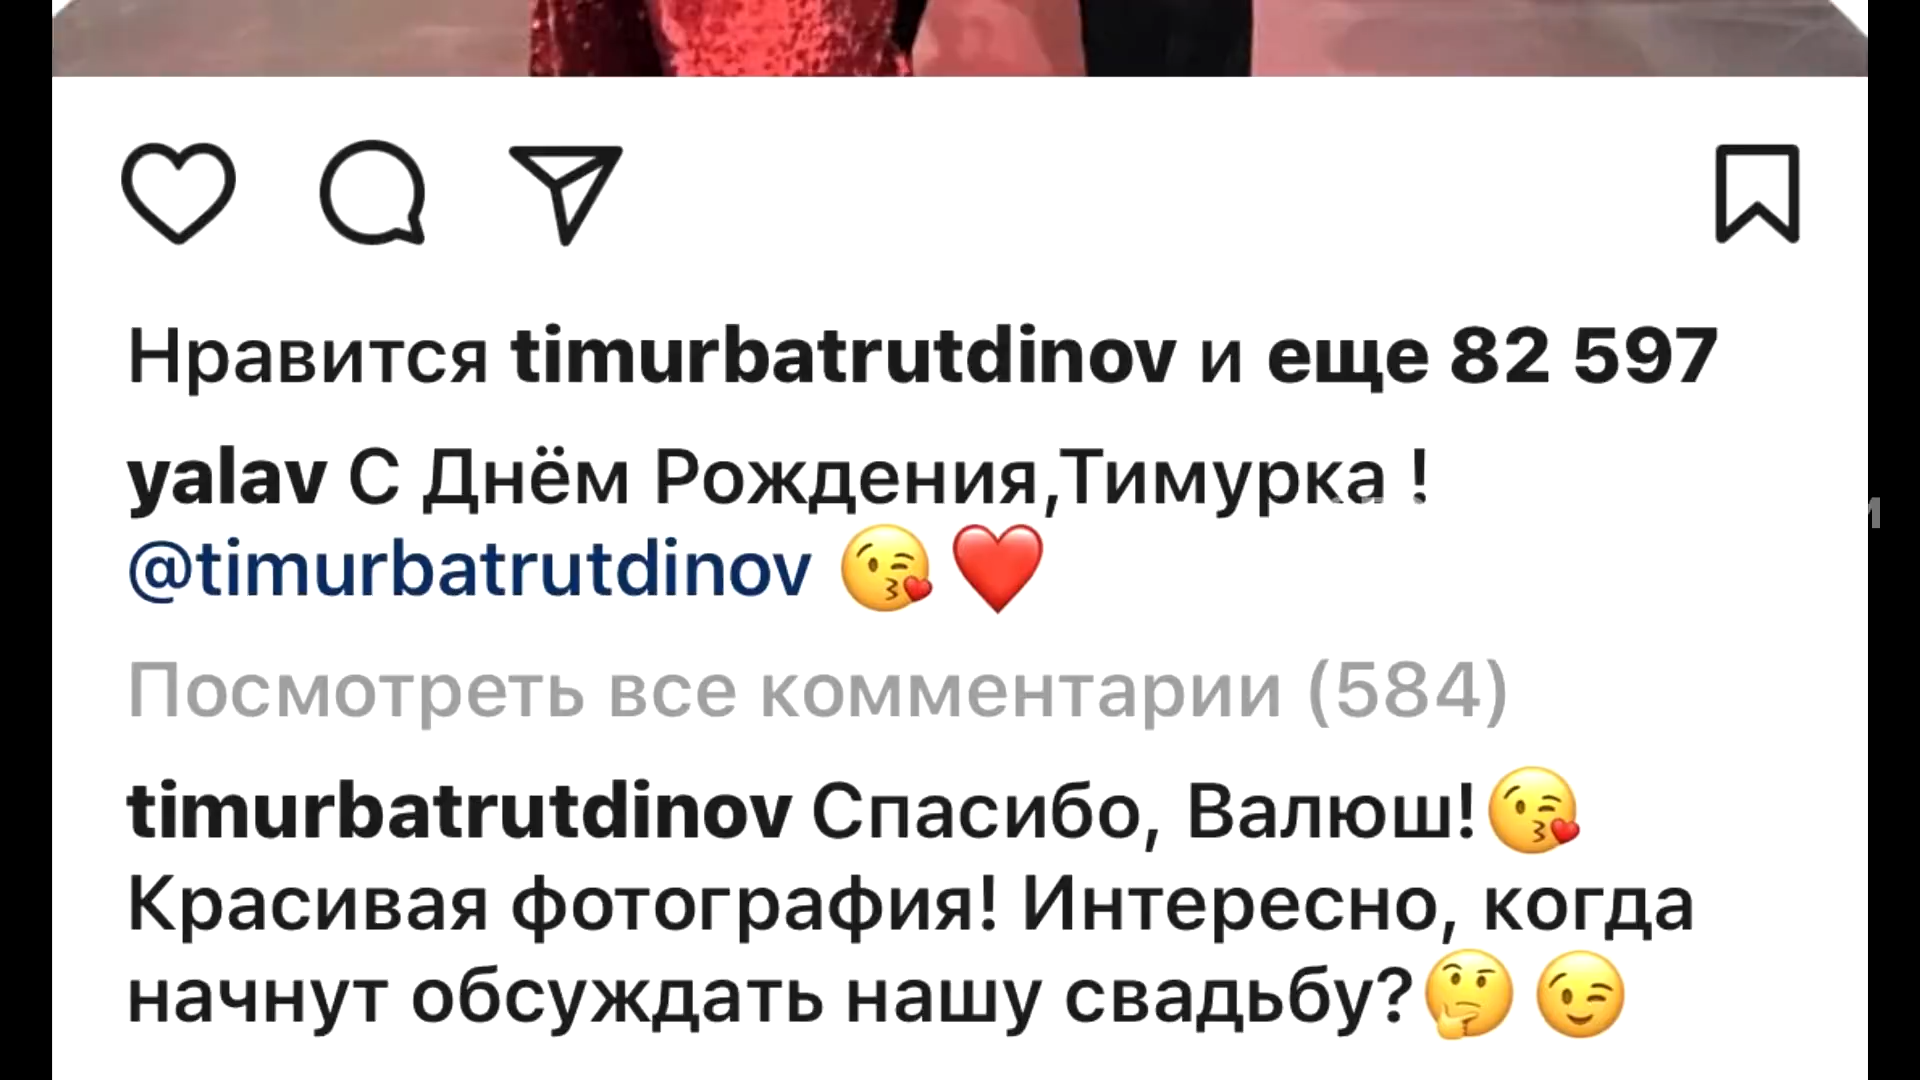 Нравится timurbatrutdinov и еще 82 597
yalav С Днём Рождения,Тимурка !
@timurbatrutdinov 😘 ❤️
Посмотреть все комментарии (584)
timurbatrutdinov Спасибо, Валюш!😘
Красивая фотография! Интересно, когда
начнут обсуждать нашу свадьбу?🤔 😉